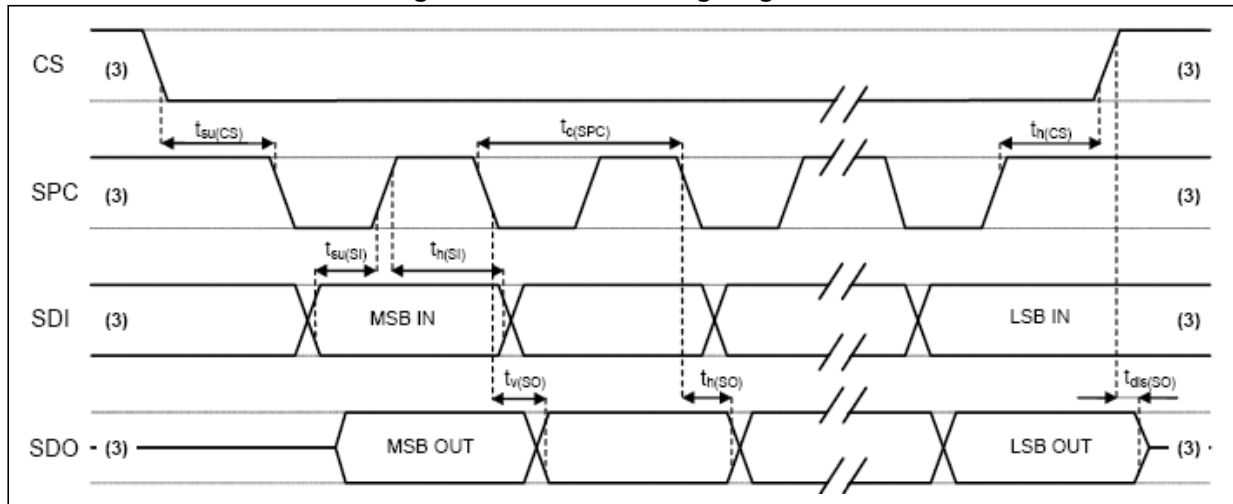 CS (3) (3)
tsu(CS) tc(SPC) th(CS)
SPC (3) (3)
tsu(SI) th(SI)
SDI (3) MSB IN LSB IN (3)
tv(SO) th(SO) tdis(SO)
SDO - (3) MSB OUT LSB OUT (3) -